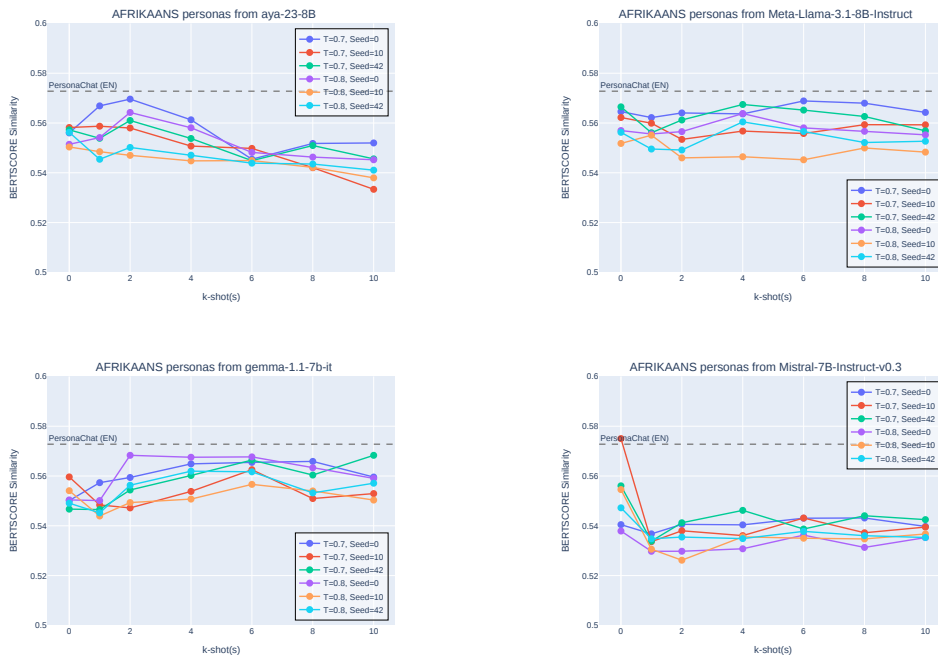 AFRIKAANS personas from aya-23-8B
0.6
0.58
0.56
0.54
0.52
0.5
BERTSCORE Similarity
PersonaChat (EN)
T=0.7, Seed=0
T=0.7, Seed=10
T=0.7, Seed=42
T=0.8, Seed=0
T=0.8, Seed=10
T=0.8, Seed=42
0 2 4 6 8 10
k-shot(s)
AFRIKAANS personas from Meta-Llama-3.1-8B-Instruct
0.6
0.58
0.56
0.54
0.52
0.5
BERTSCORE Similarity
PersonaChat (EN)
T=0.7, Seed=0
T=0.7, Seed=10
T=0.7, Seed=42
T=0.8, Seed=0
T=0.8, Seed=10
T=0.8, Seed=42
0 2 4 6 8 10
k-shot(s)
AFRIKAANS personas from gemma-1.1-7b-it
0.6
0.58
0.56
0.54
0.52
0.5
BERTSCORE Similarity
PersonaChat (EN)
T=0.7, Seed=0
T=0.7, Seed=10
T=0.7, Seed=42
T=0.8, Seed=0
T=0.8, Seed=10
T=0.8, Seed=42
0 2 4 6 8 10
k-shot(s)
AFRIKAANS personas from Mistral-7B-Instruct-v0.3
0.6
0.58
0.56
0.54
0.52
0.5
BERTSCORE Similarity
PersonaChat (EN)
T=0.7, Seed=0
T=0.7, Seed=10
T=0.7, Seed=42
T=0.8, Seed=0
T=0.8, Seed=10
T=0.8, Seed=42
0 2 4 6 8 10
k-shot(s)